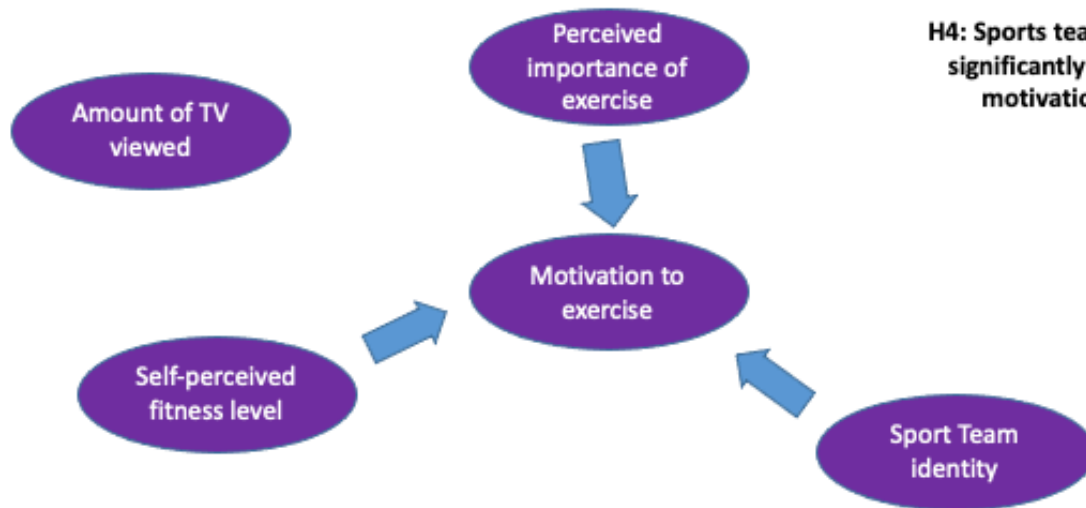 Perceived
importance of
exercise
H4: Sports
significantly
Amount of TV
viewed
Motivation to
exercise
Self-perceived
fitness level
Sport Team
identity